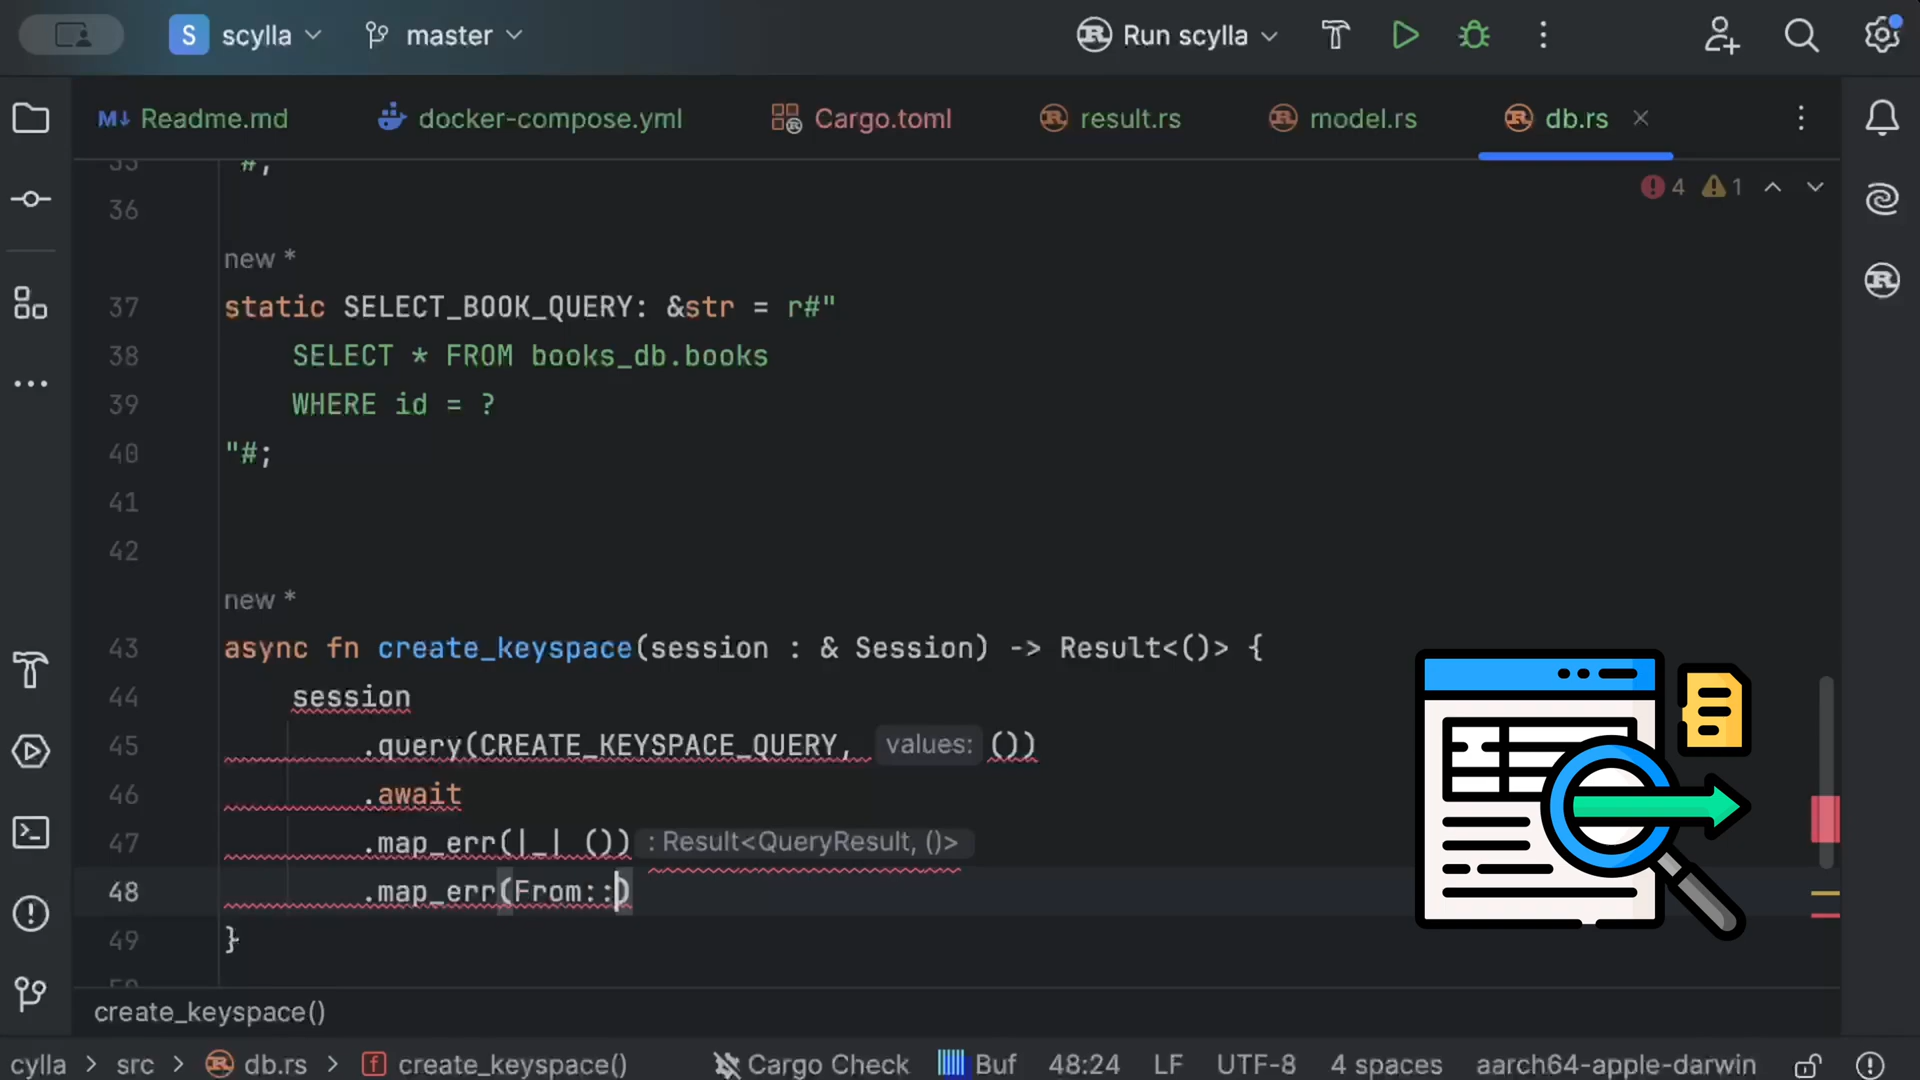 S scylla master Run scylla
Readme.md docker-compose.yml Cargo.toml result.rs model.rs db.rs
4 1
35 "#;
36
new *
37 static SELECT_BOOK_QUERY: &str = r#"
38 SELECT * FROM books_db.books
39 WHERE id = ?
40 "#;
41
42
new *
43 async fn create_keyspace(session : & Session) -> Result<()> {
44 session
45 .query(CREATE_KEYSPACE_QUERY, values: ())
46 .await
47 .map_err(|_| ()) : Result<QueryResult, ()>
48 .map_err(From::)
49 }
create_keyspace()
cylla > src > db.rs > f create_keyspace() Cargo Check Buf 48:24 LF UTF-8 4 spaces aarch64-apple-darwin